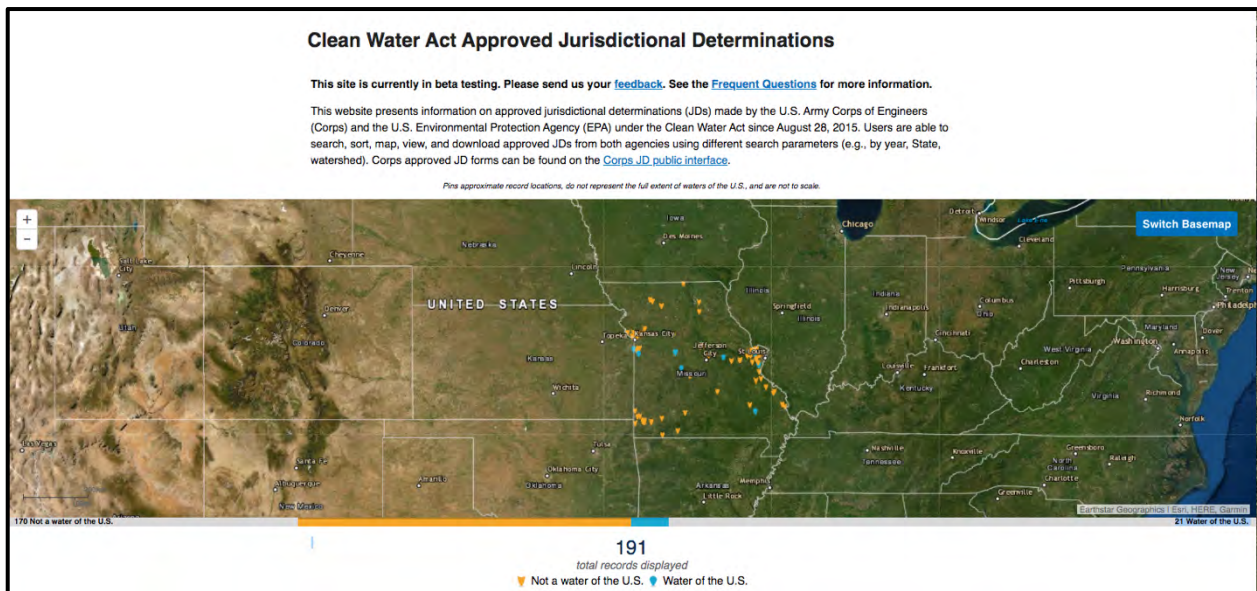 Clean Water Act Approved Jurisdictional Determinations
This site is currently in beta testing. Please send us your feedback. See the Frequent Questions for more information.
This website presents information on approved jurisdictional determinations (JDs) made by the U.S. Army Corps of Engineers
(Corps) and the U.S. Environmental Protection Agency (EPA) under the Clean Water Act since August 28, 2015. Users are able to
search, sort, map, view, and download approved JDs from both agencies using different search parameters (e.g., by year, State,
watershed). Corps approved JD forms can be found on the Corps JD public interface.
Pins approximate record locations, do not represent the full extent of waters of the U.S., and are not to scale.
+
−
Switch Basemap
Iowa
Chicago
Detroit
Windsor
Cleveland
Des Moines
Nebraska
Cheyenne
Salt Lake
City
Lincoln
Pennsylvania
Pittsburgh
Harrisburg
New
Jersey
Trenton
Philadelph
UNITED STATES
Illinois
Springfield
Illinois
Indiana
Indianapolis
Columbus
Ohio
Denver
Utah
Colorado
Topeka
Kansas City
Jefferson
City
St. Louis
Missouri
Kansas
Cincinnati
Maryland
Dover
Washington
Annapolis
West Virginia
Charleston
Louisville
Frankfort
Kentucky
Wichita
Virginia
Richmond
Norfolk
Las Vegas
Tulsa
Santa Fe
Albuquerque
New Mexico
Amarillo
Oklahoma City
Oklahoma
Arkansas
Little Rock
Memphis
Nashville
Tennessee
Knoxville
Greensboro
Raleigh
North
Carolina
Charlotte
Greenville
Earthstar Geographics | Esri, HERE, Garmin
170 Not a water of the U.S.
21 Water of the U.S.
191
total records displayed
Not a water of the U.S.
Water of the U.S.